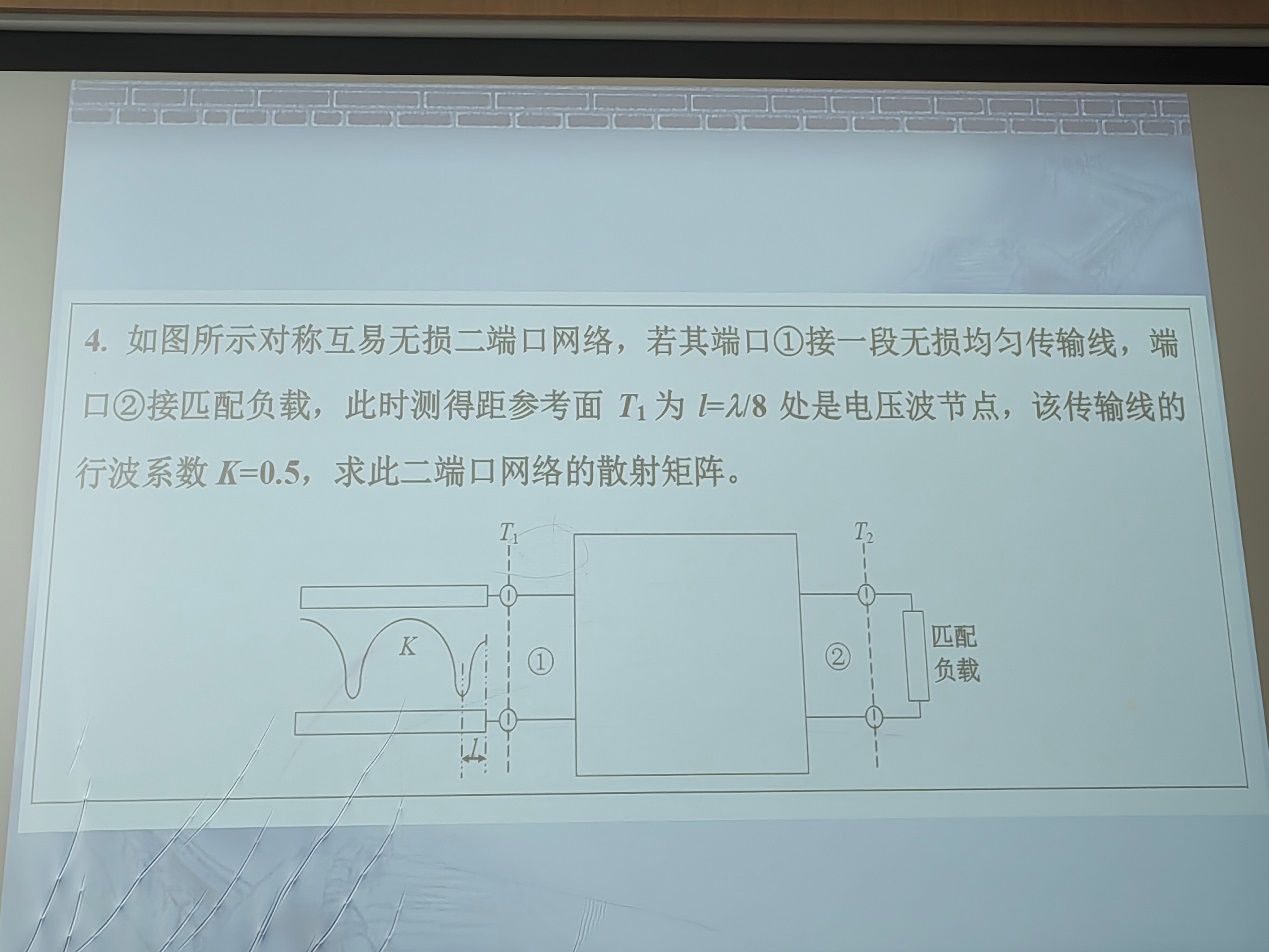 4. 如图所示对称互易无损二端口网络，若其端口①接一段无损均匀传输线，端
口②接匹配负载，此时测得距参考面 T₁ 为 l=λ/8 处是电压波节点，该传输线的
行波系数 K=0.5，求此二端口网络的散射矩阵。
T₁
T₂
K
①
②
匹配
负载
l